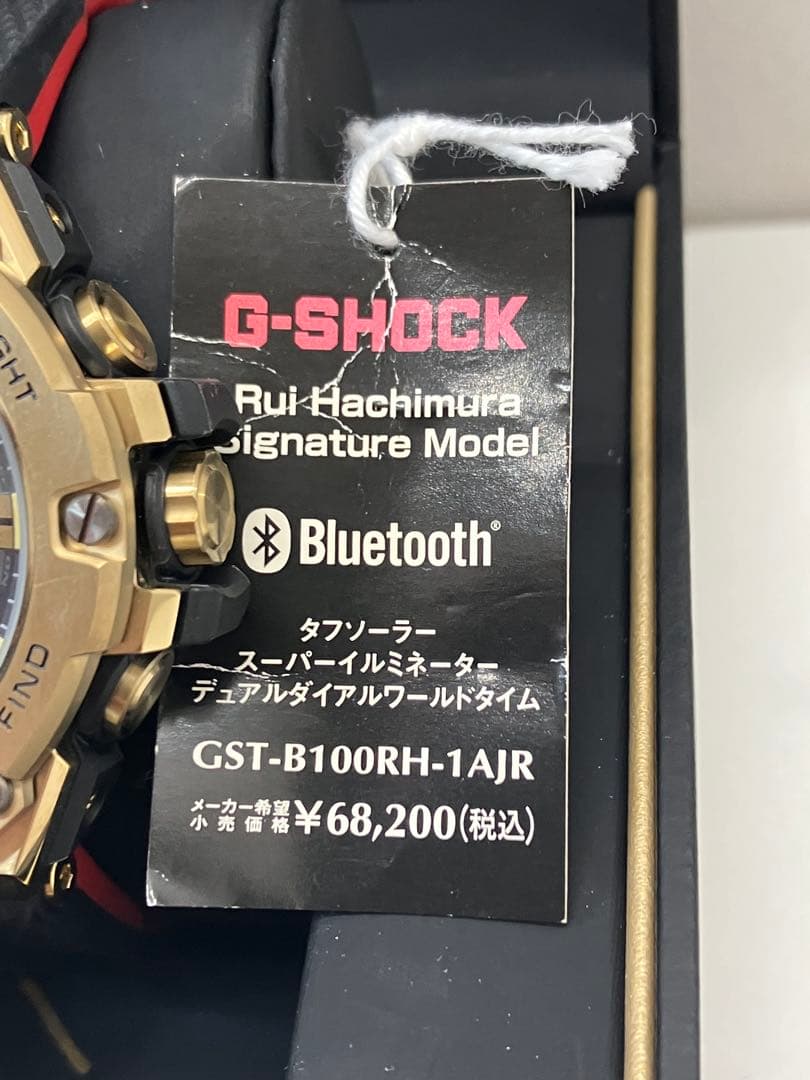 G-SHOCK
Rui Hachimura
Signature Model
Bluetooth®
タフソーラー
スーパーイルミネーター
デュアルダイアルワールドタイム
GST-B100RH-1AJR
メーカー希望
小売価格 ¥68,200(税込)
FIND